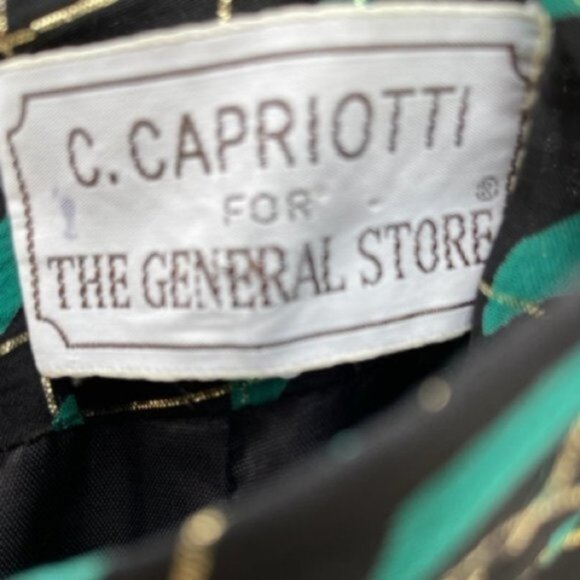 C. CAPRIOTTI
FOR
THE GENERAL STORE®